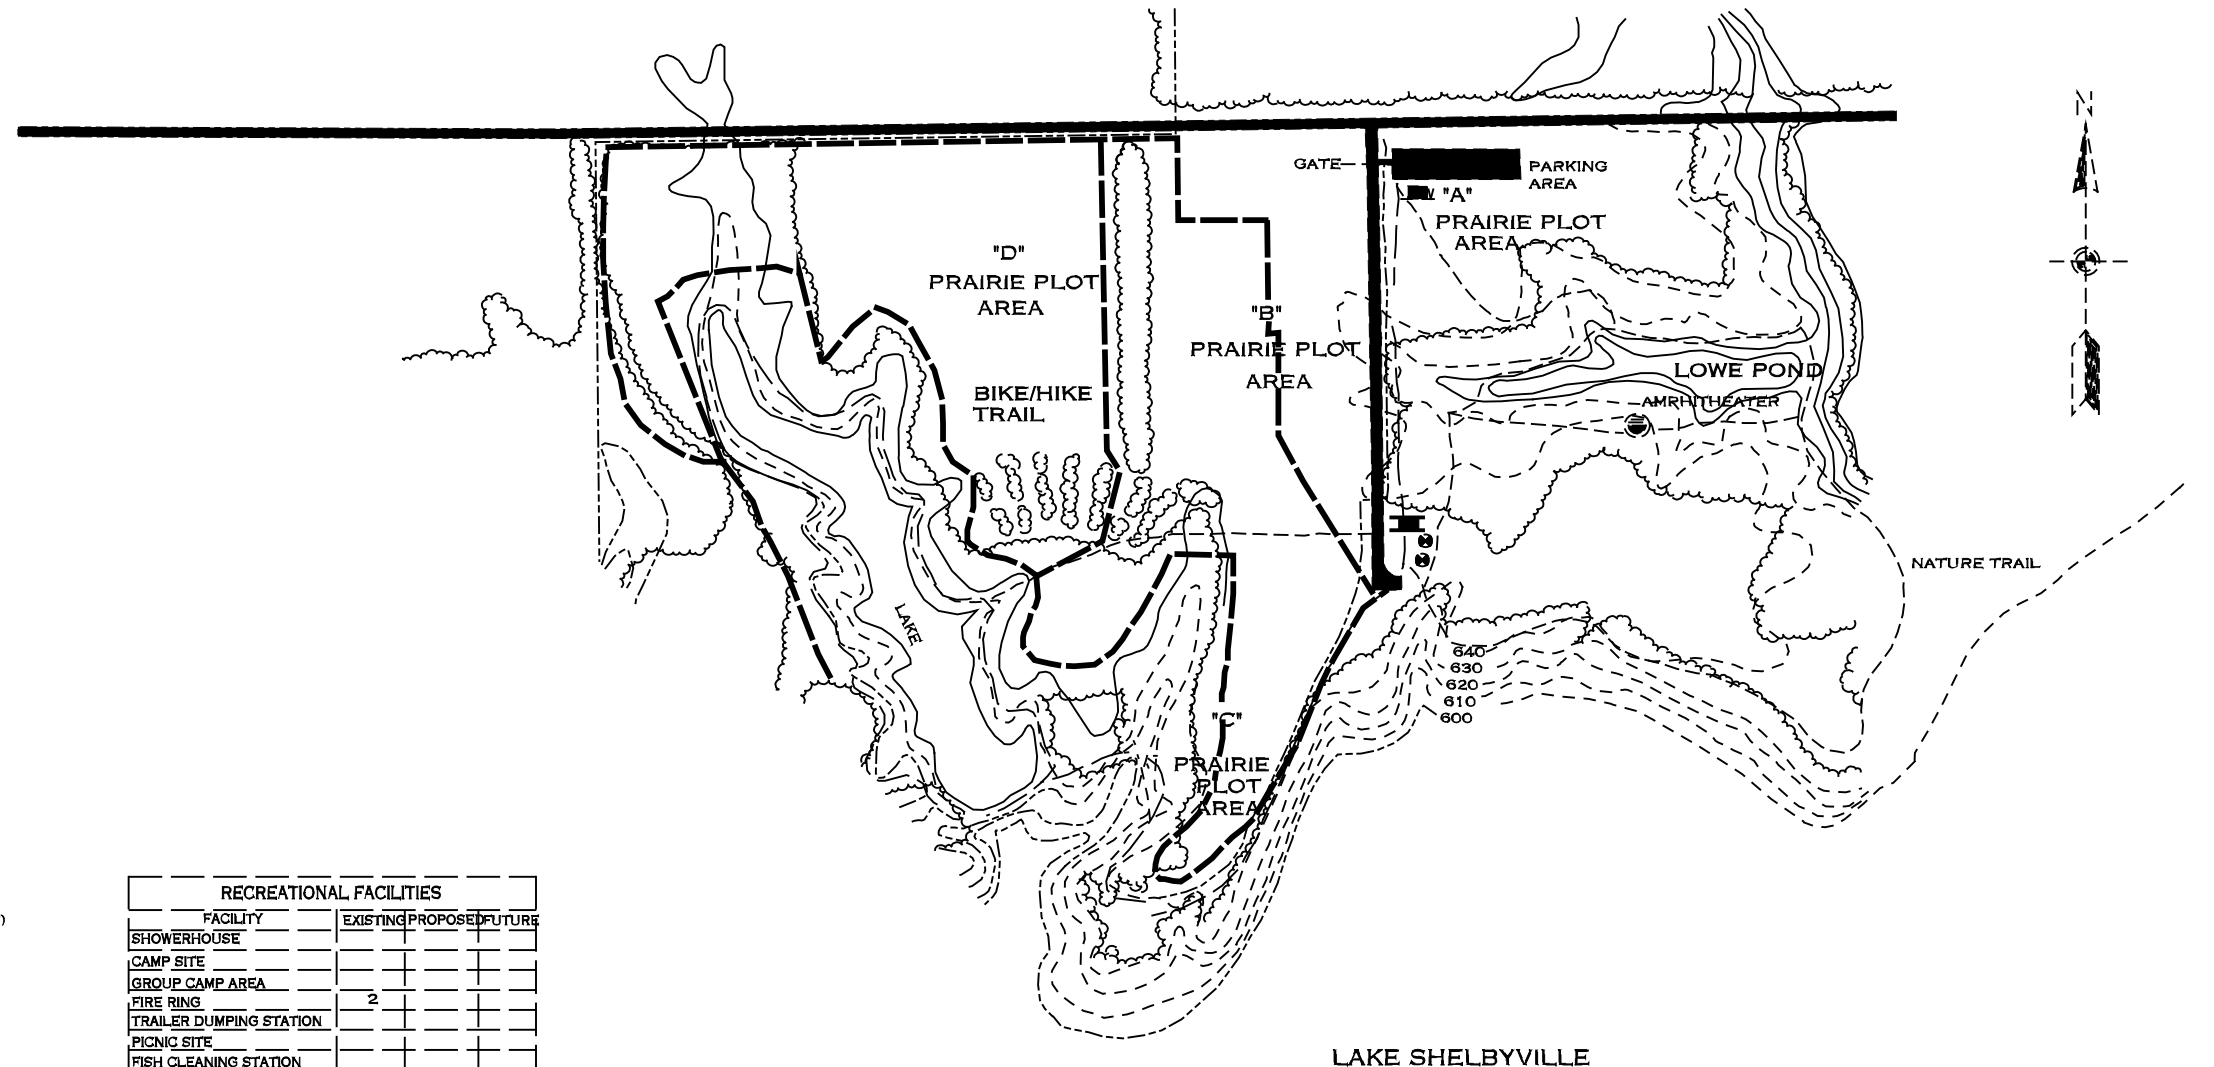 N
GATE
PARKING
AREA
"A"
PRAIRIE PLOT
AREA
"D"
PRAIRIE PLOT
AREA
"B"
PRAIRIE PLOT
AREA
BIKE/HIKE
TRAIL
LOWE POND
AMPHITHEATER
NATURE TRAIL
LAKE
640
630
620
610
600
"C"
PRAIRIE
PLOT
AREA
RECREATIONAL FACILITIES
FACILITY EXISTING PROPOSED FUTURE
SHOWERHOUSE
CAMP SITE
GROUP CAMP AREA
FIRE RING 2
TRAILER DUMPING STATION
PICNIC SITE
FISH CLEANING STATION
LAKE SHELBYVILLE